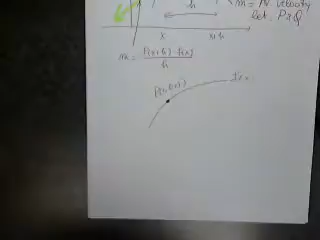 h
m = Av. Velocity
bet. P & Q
x x+h
m = f(x+h) - f(x)
h
P(x, f(x))